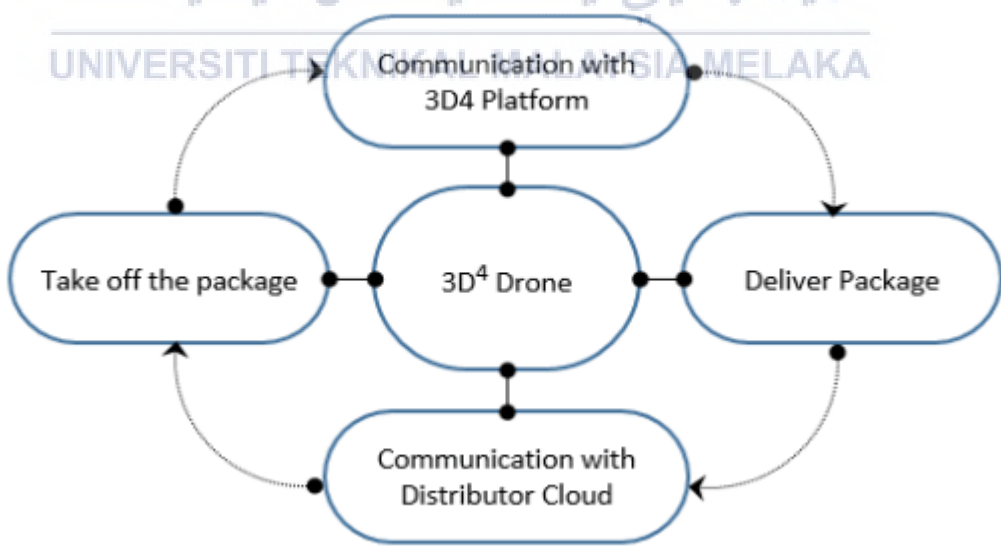 UNIVERSITI TEKNIKAL MALAYSIA MELAKA
Communication with
3D4 Platform
Take off the package
3D⁴ Drone
Deliver Package
Communication with
Distributor Cloud